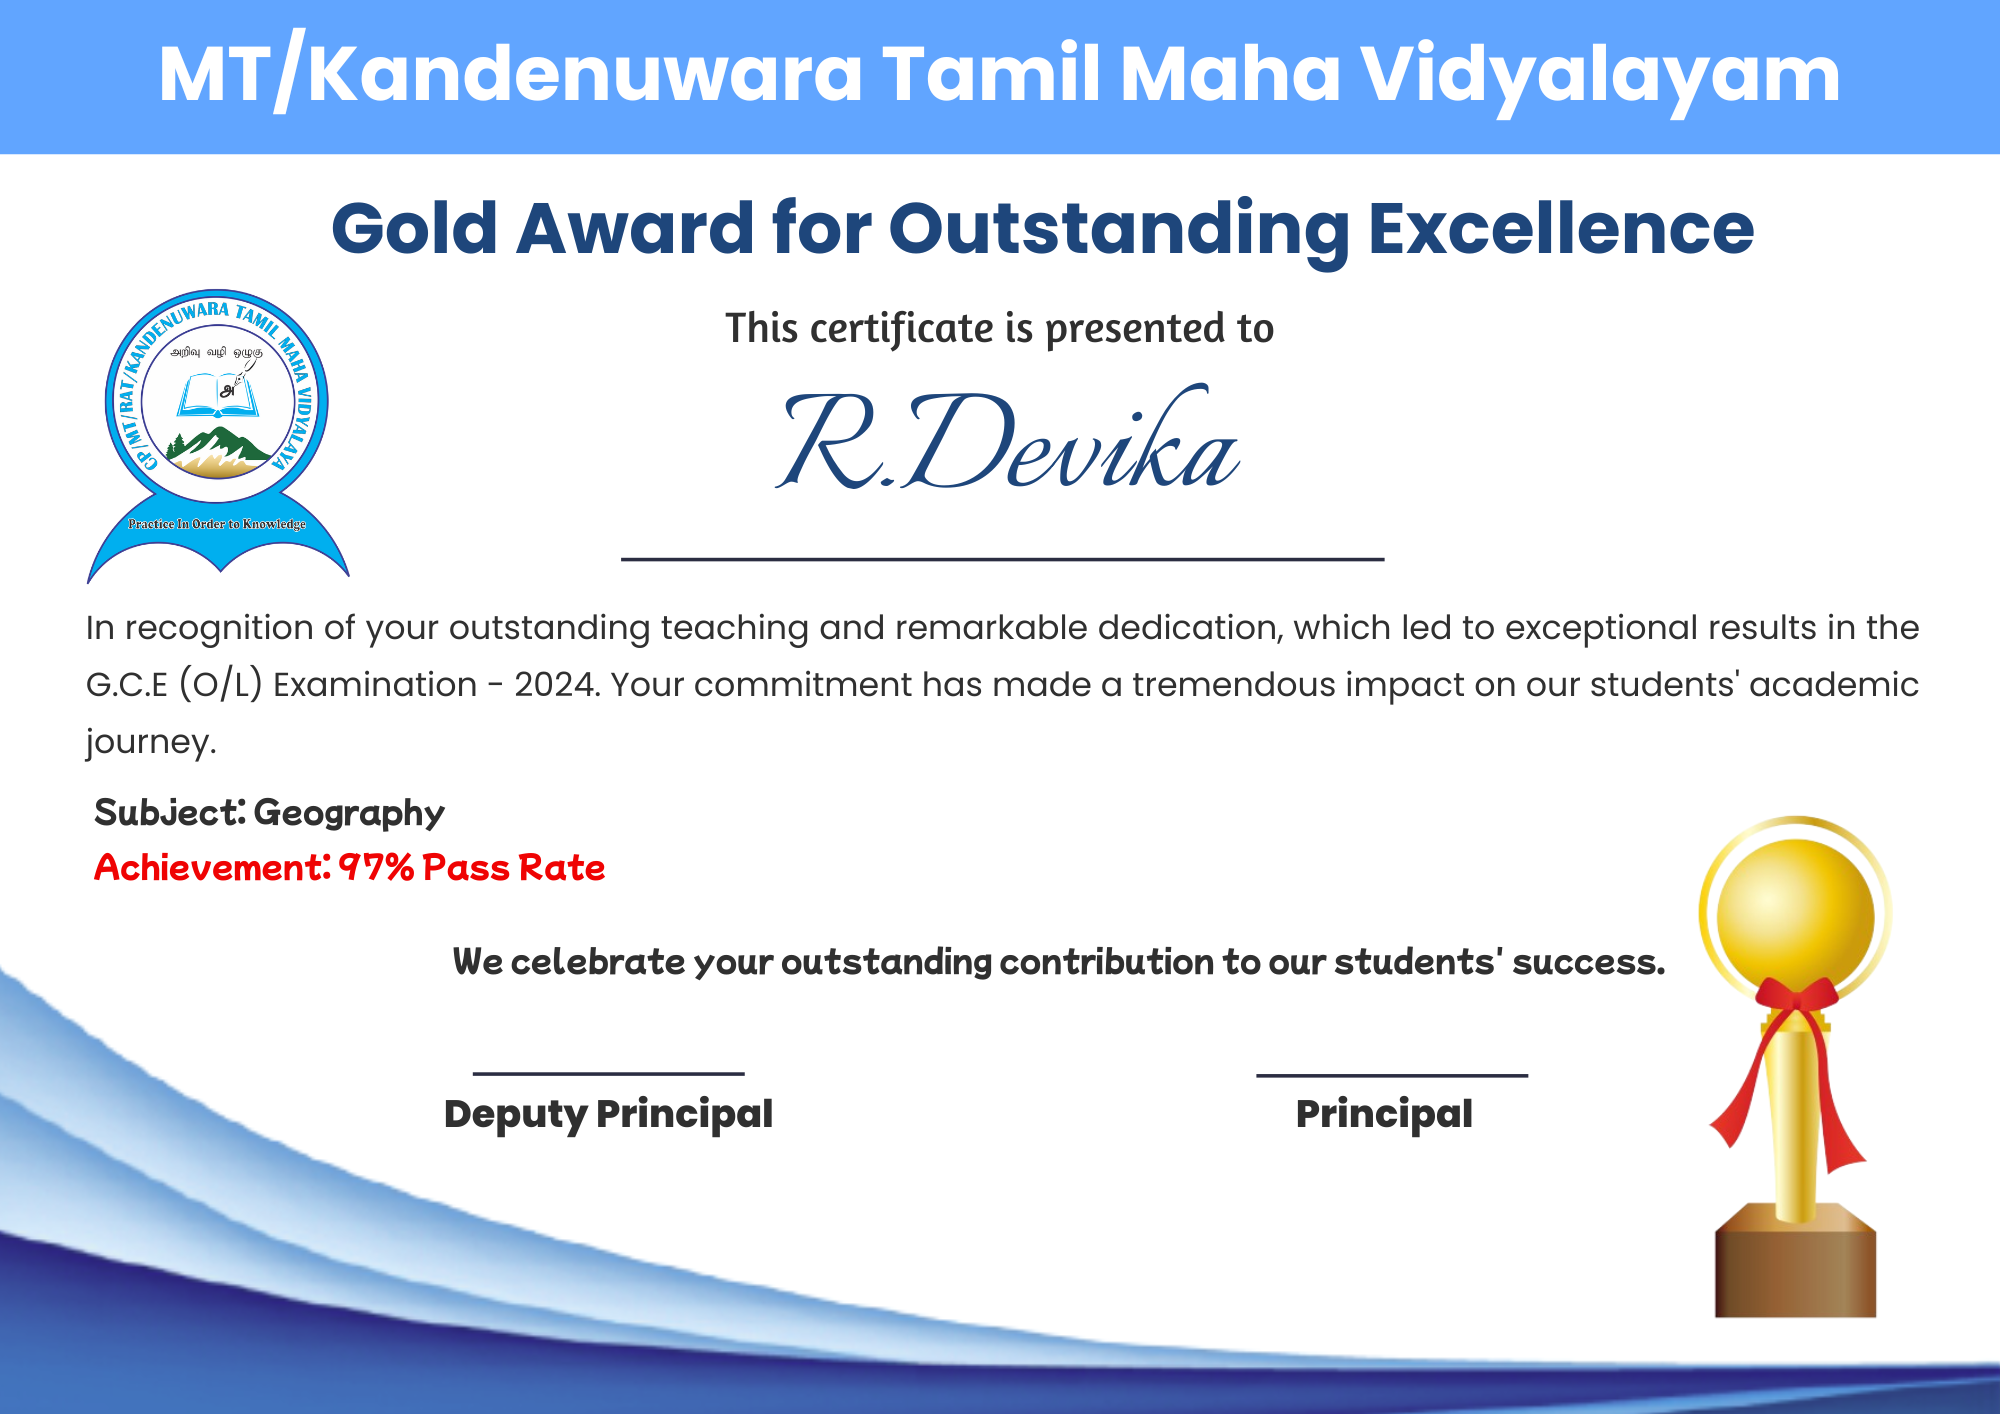 MT/Kandenuwara Tamil Maha Vidyalayam
Gold Award for Outstanding Excellence
CP/MT/RAT/KANDENUWARA TAMIL MAHA VIDYALAYA
அறிவு வழி ஒழுகு
அ
Practice In Order to Knowledge
This certificate is presented to
R.Devika
In recognition of your outstanding teaching and remarkable dedication, which led to exceptional results in the
G.C.E (O/L) Examination - 2024. Your commitment has made a tremendous impact on our students' academic
journey.
Subject: Geography
Achievement: 97% Pass Rate
We celebrate your outstanding contribution to our students' success.
Deputy Principal
Principal